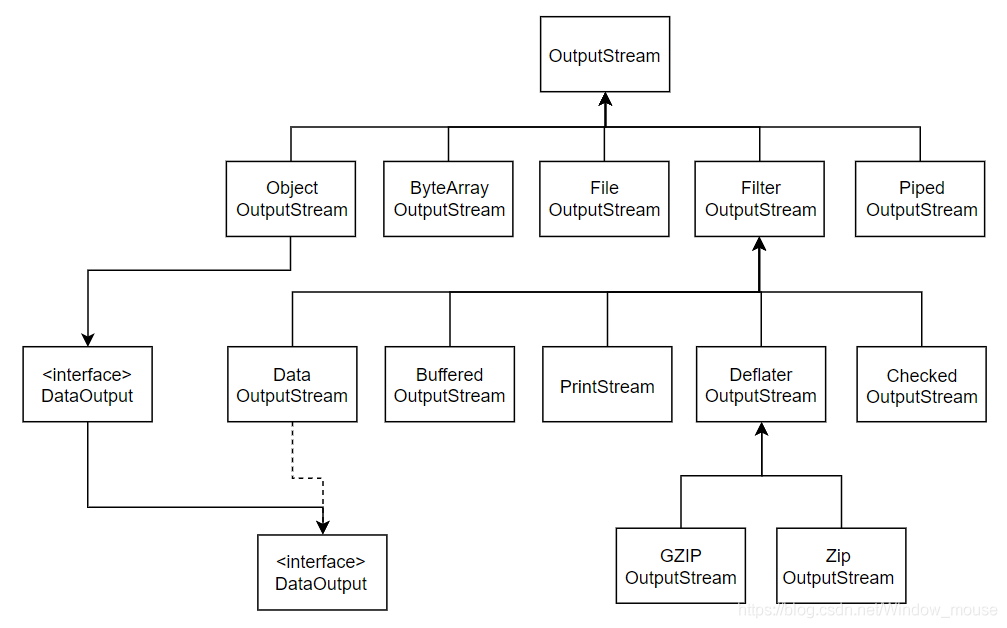 OutputStream
Object
OutputStream
ByteArray
OutputStream
File
OutputStream
Filter
OutputStream
Piped
OutputStream
<interface>
DataOutput
Data
OutputStream
Buffered
OutputStream
PrintStream
Deflater
OutputStream
Checked
OutputStream
<interface>
DataOutput
GZIP
OutputStream
Zip
OutputStream
https://blog.csdn.net/Window_mouse